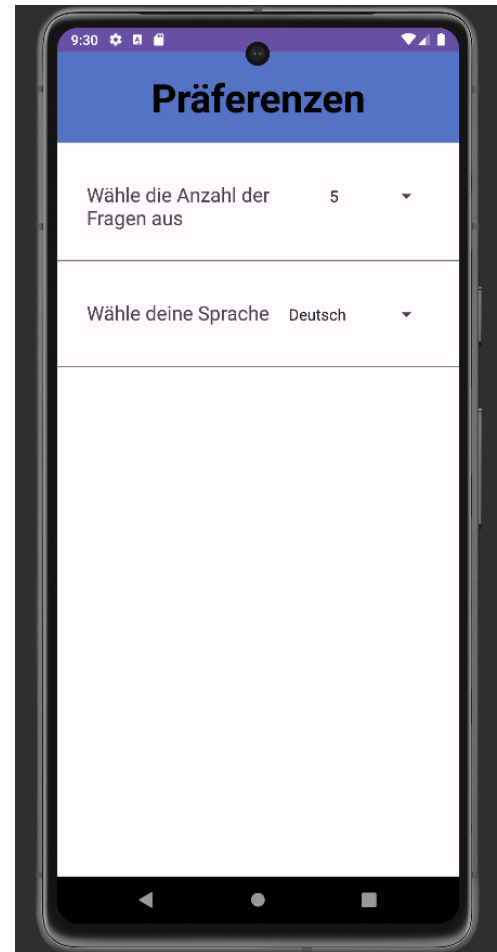 9:30
Präferenzen
Wähle die Anzahl der
Fragen aus
5
Wähle deine Sprache
Deutsch